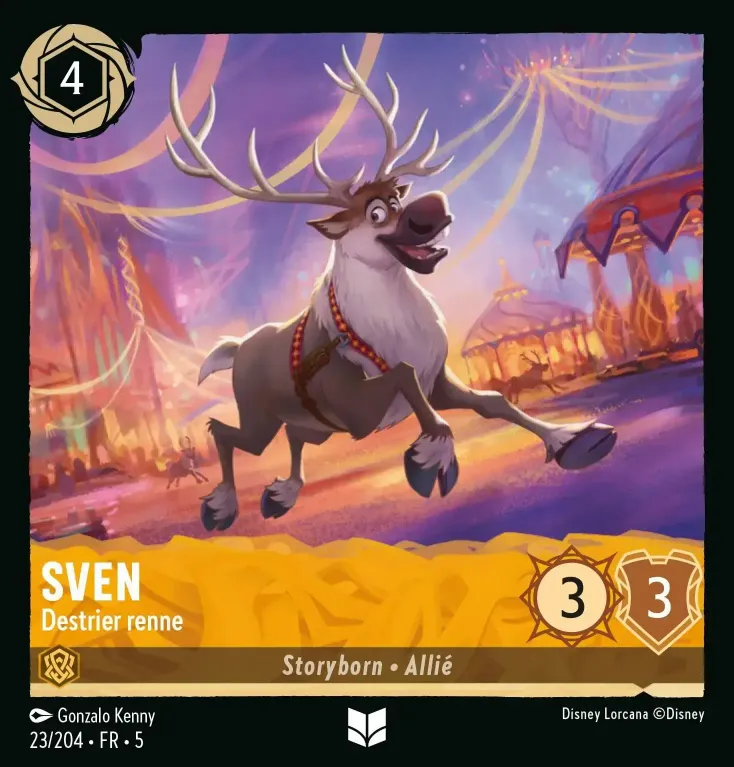 4
SVEN
Destrier renne
3
3
Storyborn • Allié
Gonzalo Kenny
Disney Lorcana ©Disney
23/204 • FR • 5